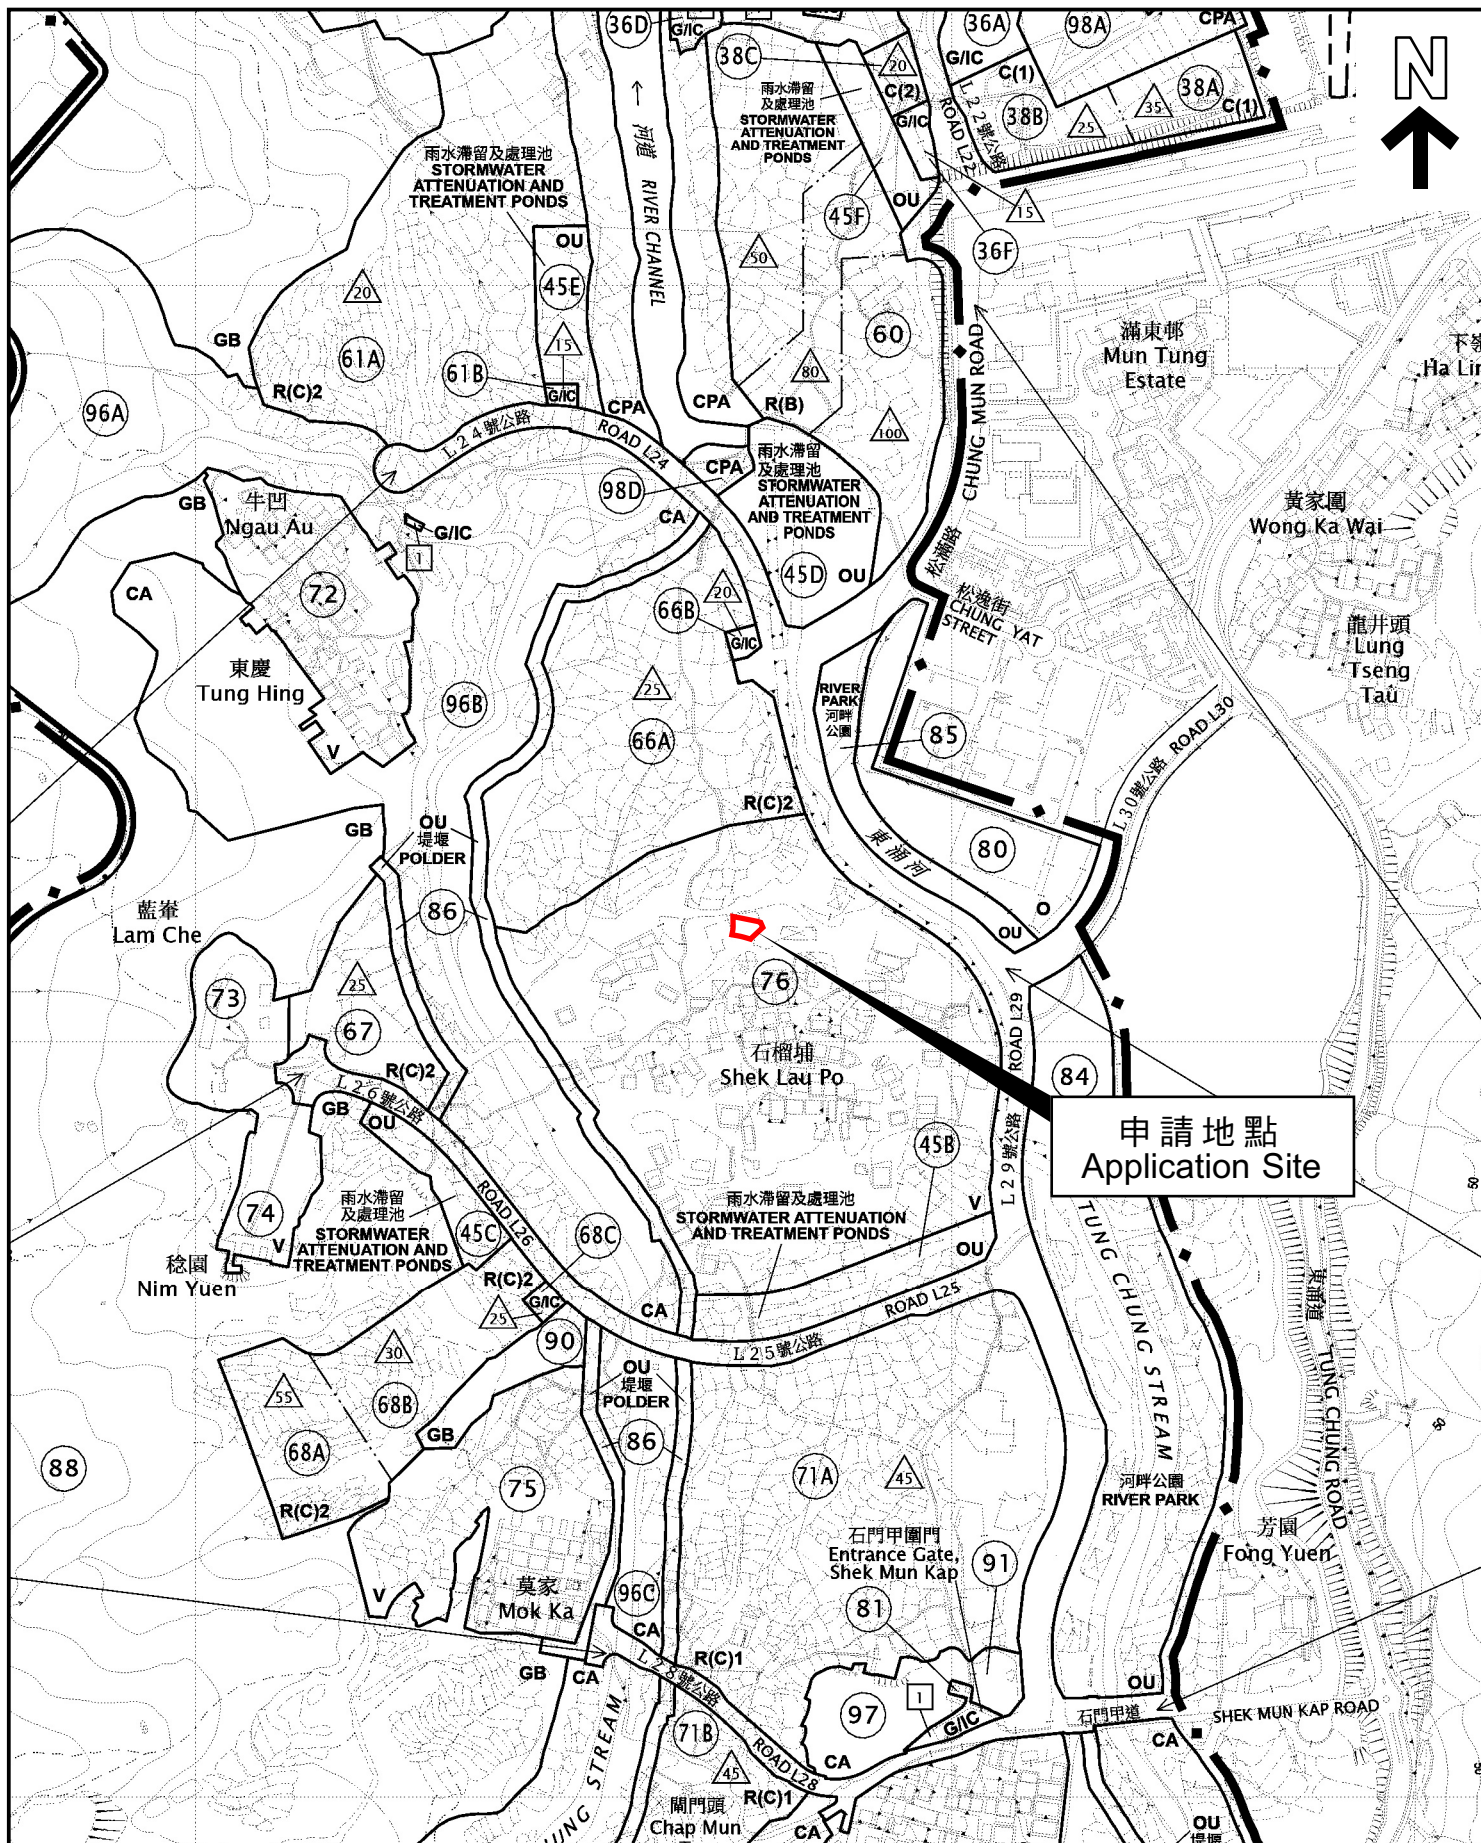 36D
G/IC
38C
20
C(2)
G/IC
36A
G/IC
98A
CPA
C(1)
38B
25
35
38A
C(1)
N
雨水滯留
及處理池
STORMWATER
ATTENUATION
AND TREATMENT
PONDS
L22號公路
ROAD L22
河道 RIVER CHANNEL
雨水滯留及處理池
STORMWATER
ATTENUATION AND
TREATMENT PONDS
OU
45E
15
G/IC
61B
20
61A
GB
R(C)2
96A
45F
OU
15
36F
50
60
80
100
CPA
CPA
R(B)
CHUNG MUN ROAD
松滿路
滿東邨
Mun Tung
Estate
L24號公路
ROAD L24
CPA
98D
CA
雨水滯留
及處理池
STORMWATER
ATTENUATION
AND TREATMENT
PONDS
45D
OU
黃家圍
Wong Ka Wai
GB
牛凹
Ngau Au
G/IC
1
72
CA
東慶
Tung Hing
V
96B
66B
20
G/IC
25
66A
R(C)2
松逸街
CHUNG YAT
STREET
龍井頭
Lung
Tseng
Tau
RIVER
PARK
河畔
公園
85
L30號公路 ROAD L30
80
O
OU
東涌河
GB
OU
堤堰
POLDER
86
藍輋
Lam Che
73
25
67
R(C)2
L26號公路
GB
OU
76
石榴埔
Shek Lau Po
ROAD L29
L29號公路
84
申請地點
Application Site
45B
V
74
V
稔園
Nim Yuen
雨水滯留
及處理池
STORMWATER
ATTENUATION AND
TREATMENT PONDS
45C
ROAD L26
68C
R(C)2
G/IC
25
90
CA
雨水滯留及處理池
STORMWATER ATTENUATION
AND TREATMENT PONDS
OU
ROAD L25
L25號公路
TUNG CHUNG STREAM
東涌道
TUNG CHUNG ROAD
50
50
30
55
68B
68A
GB
R(C)2
88
OU
堤堰
POLDER
86
75
莫家
Mok Ka
V
71A
45
河畔公園
RIVER PARK
芳園
Fong Yuen
石門甲圍門
Entrance Gate,
Shek Mun Kap
91
81
96C
CA
GB
CA
R(C)1
L28號公路
ROAD L28
71B
45
R(C)1
97
1
G/IC
CA
OU
石門甲道
SHEK MUN KAP ROAD
CA
閘門頭
Chap Mun
CA
OU
堤堰